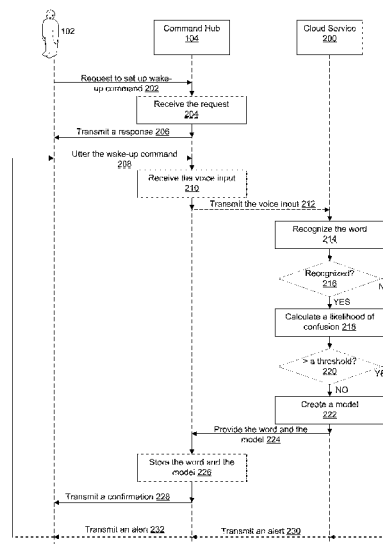 102
Command Hub
104
Cloud Service
200
Request to set up wake-
up command 202
Receive the request
204
Transmit a response 206
Utter the wake-up command
208
Receive the voice input
210
Transmit the voice input 212
Recognize the word
214
Recognized?
216
YES
Calculate a likelihood of
confusion 218
> a threshold?
220
NO
Create a model
222
Provide the word and the
model 224
Store the word and the
model 226
Transmit a confirmation 228
Transmit an alert 232
Transmit an alert 230